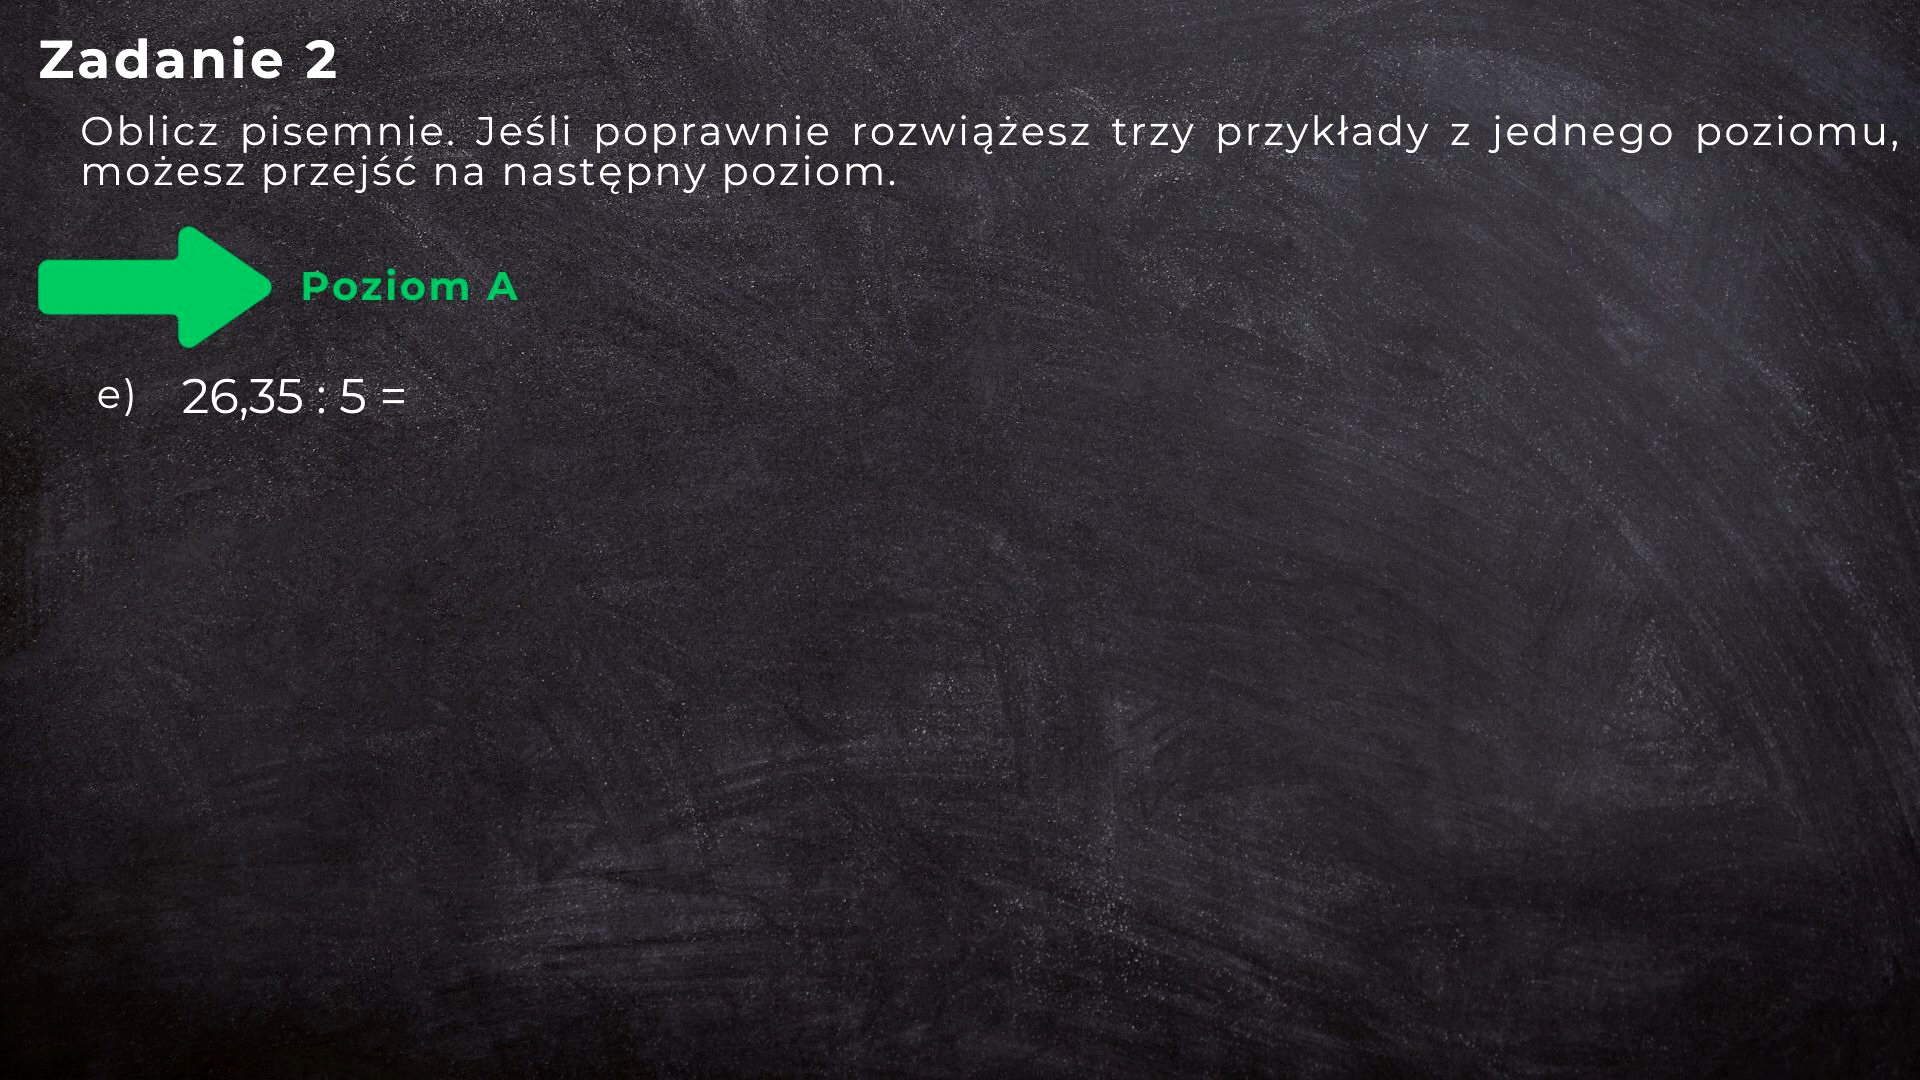 Zadanie 2
Oblicz pisemnie. Jeśli poprawnie rozwiążesz trzy przykłady z jednego poziomu,
możesz przejść na następny poziom.
Poziom A
e) 26,35 : 5 =